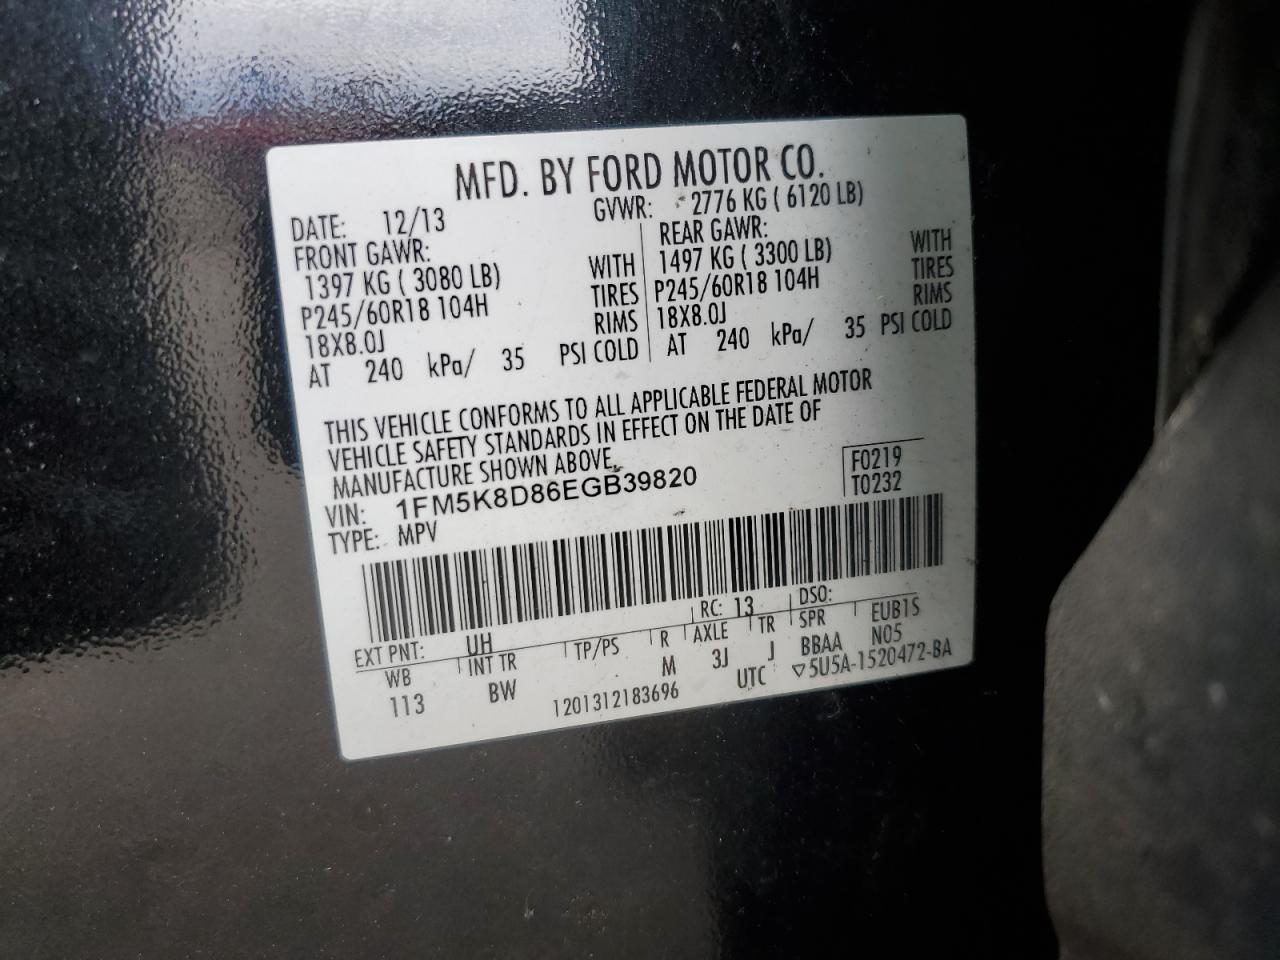 MFD. BY FORD MOTOR CO.
DATE: 12/13 GVWR: 2776 KG ( 6120 LB)
FRONT GAWR:
1397 KG ( 3080 LB) WITH
P245/60R18 104H TIRES
18X8.0J RIMS
AT 240 kPa/ 35 PSI COLD
REAR GAWR:
1497 KG ( 3300 LB) WITH
P245/60R18 104H TIRES
18X8.0J RIMS
AT 240 kPa/ 35 PSI COLD
THIS VEHICLE CONFORMS TO ALL APPLICABLE FEDERAL MOTOR
VEHICLE SAFETY STANDARDS IN EFFECT ON THE DATE OF
MANUFACTURE SHOWN ABOVE.
VIN: 1FM5K8D86EGB39820
TYPE: MPV
F0219
T0232
EXT PNT: UH RC: 13 DSO:
WB INT TR TP/PS R AXLE TR SPR EUB1S
113 BW M 3J J BBAA N05
1201312183696 UTC ▽5U5A-1520472-BA